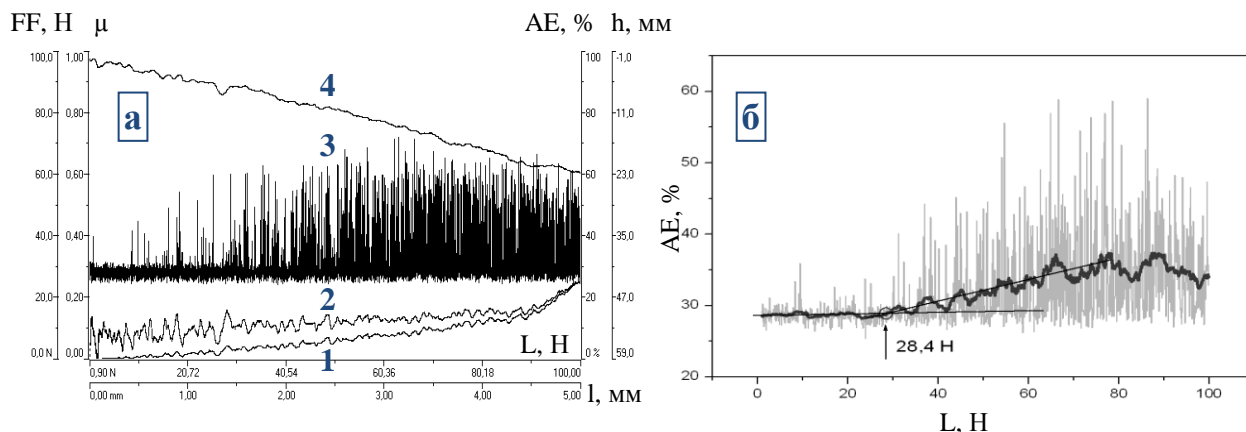 FF, Н μ AE, % h, мм
100,0 1,00 100 -1,0
80,0 0,80 80 11,0
60,0 0,60 60 23,0
40,0 0,40 40 35,0
20,0 0,20 20 47,0
0,0 N 0,00 0 % 59,0
а
4
3
2
1
L, Н
0,90 N 20,72 40,54 60,36 80,18 100,00
0,00 mm 1,00 2,00 3,00 4,00 5,00
l, мм
б
AE, %
60
50
40
30
20
28,4 Н
0 20 40 60 80 100
L, Н